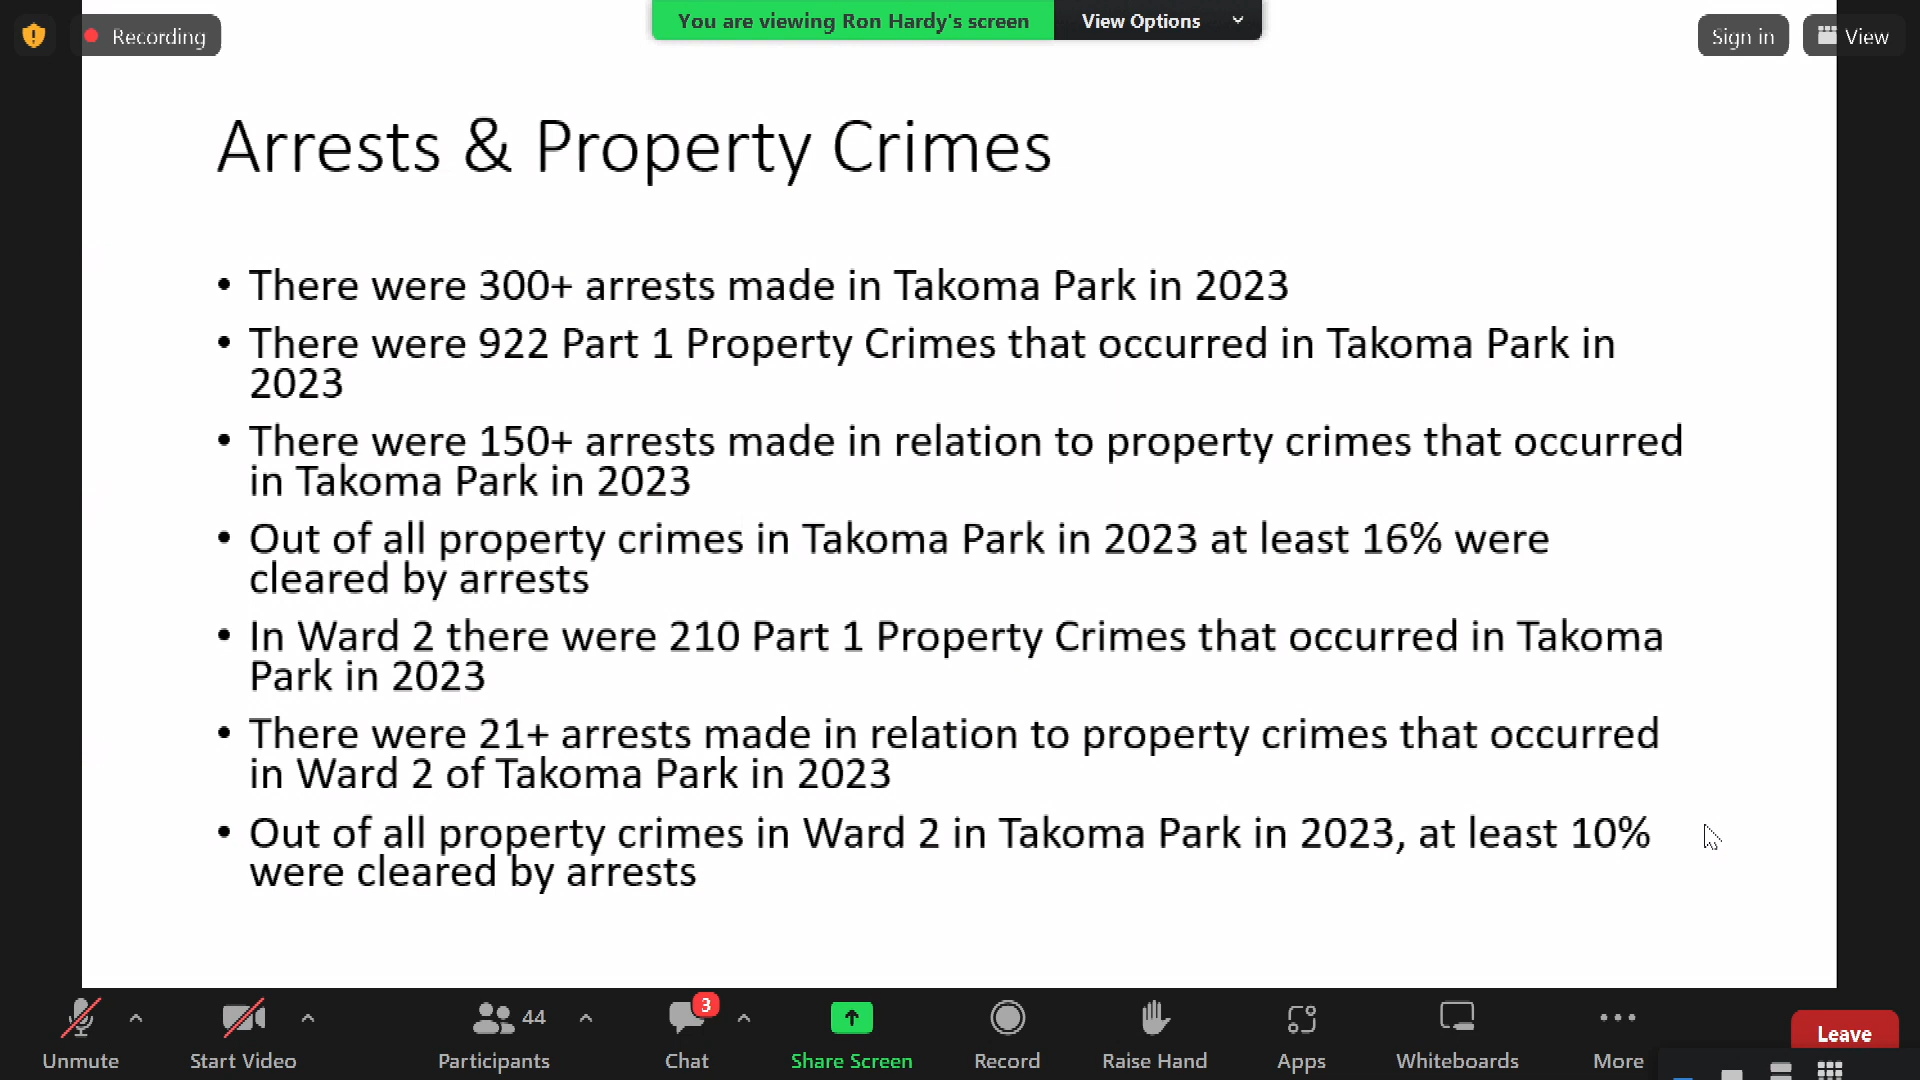 You are viewing Ron Hardy's screen View Options
Recording
Sign in View
Arrests & Property Crimes
• There were 300+ arrests made in Takoma Park in 2023
• There were 922 Part 1 Property Crimes that occurred in Takoma Park in
2023
• There were 150+ arrests made in relation to property crimes that occurred
in Takoma Park in 2023
• Out of all property crimes in Takoma Park in 2023 at least 16% were
cleared by arrests
• In Ward 2 there were 210 Part 1 Property Crimes that occurred in Takoma
Park in 2023
• There were 21+ arrests made in relation to property crimes that occurred
in Ward 2 of Takoma Park in 2023
• Out of all property crimes in Ward 2 in Takoma Park in 2023, at least 10%
were cleared by arrests
44 3
Unmute Start Video Participants Chat Share Screen Record Raise Hand Apps Whiteboards More Leave